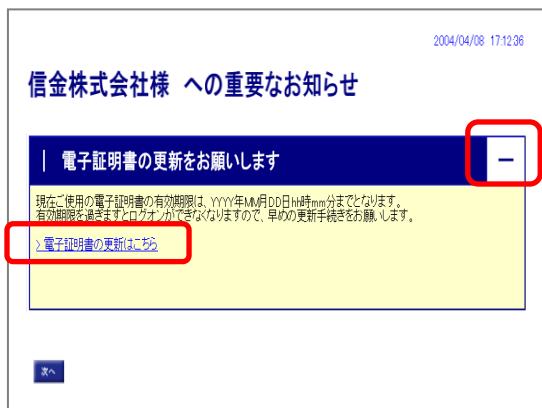 2004/04/08 17:12:36
信金株式会社様 への重要なお知らせ
| 電子証明書の更新をお願いします
－
現在ご使用の電子証明書の有効期限は、YYYY年MM月DD日hh時mm分までとなります。
有効期限を過ぎますとログオンができなくなりますので、早めの更新手続きをお願いします。
>電子証明書の更新はこちら
次へ